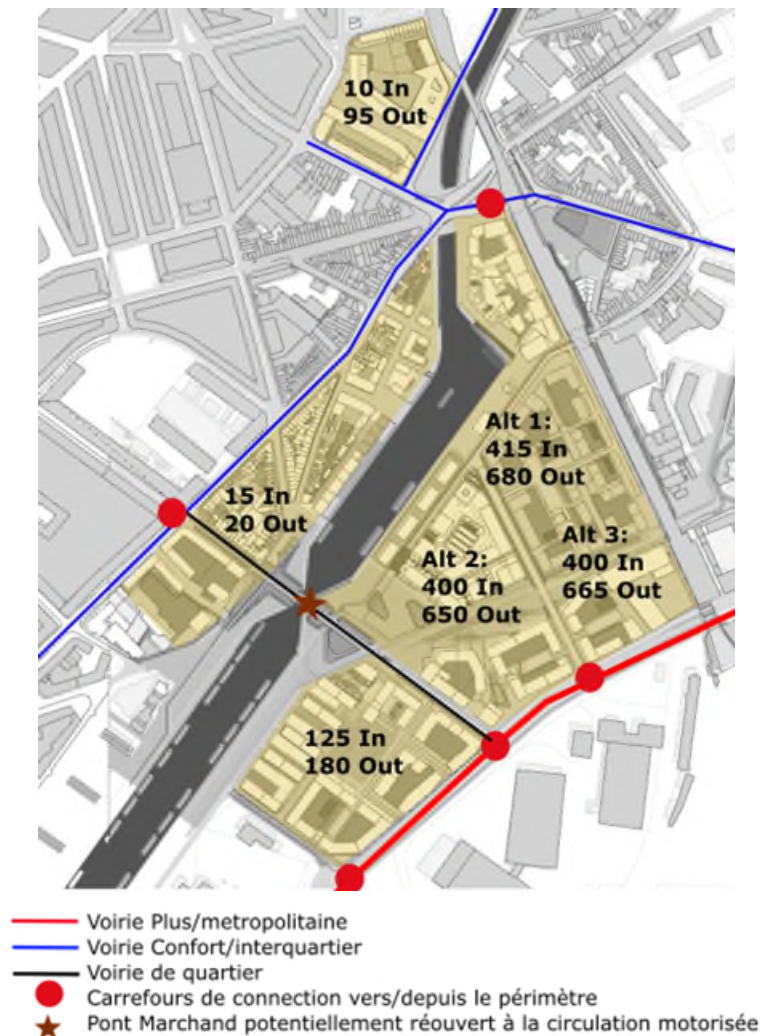 10 In
95 Out
Alt 1:
415 In
680 Out
15 In
20 Out
Alt 2:
400 In
650 Out
Alt 3:
400 In
665 Out
125 In
180 Out
Voirie Plus/metropolitaine
Voirie Confort/interquartier
Voirie de quartier
Carrefours de connection vers/depuis le périmètre
Pont Marchand potentiellement réouvert à la circulation motorisée